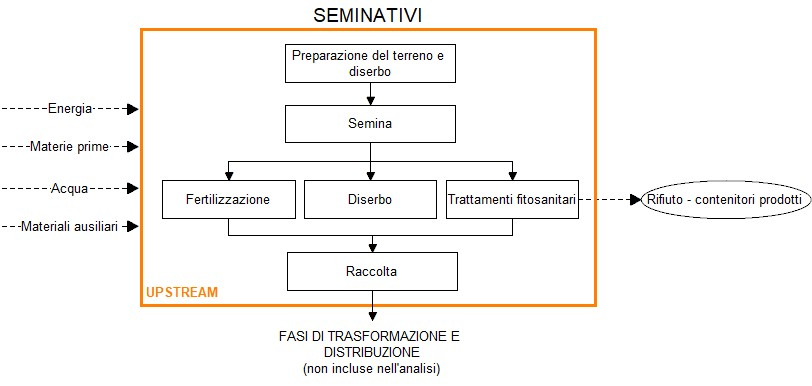 SEMINATIVI
Preparazione del terreno e
diserbo
Energia
Semina
Materie prime
Acqua
Fertilizzazione
Diserbo
Trattamenti fitosanitari
Rifiuto - contenitori prodotti
Materiali ausiliari
Raccolta
UPSTREAM
FASI DI TRASFORMAZIONE E
DISTRIBUZIONE
(non incluse nell'analisi)